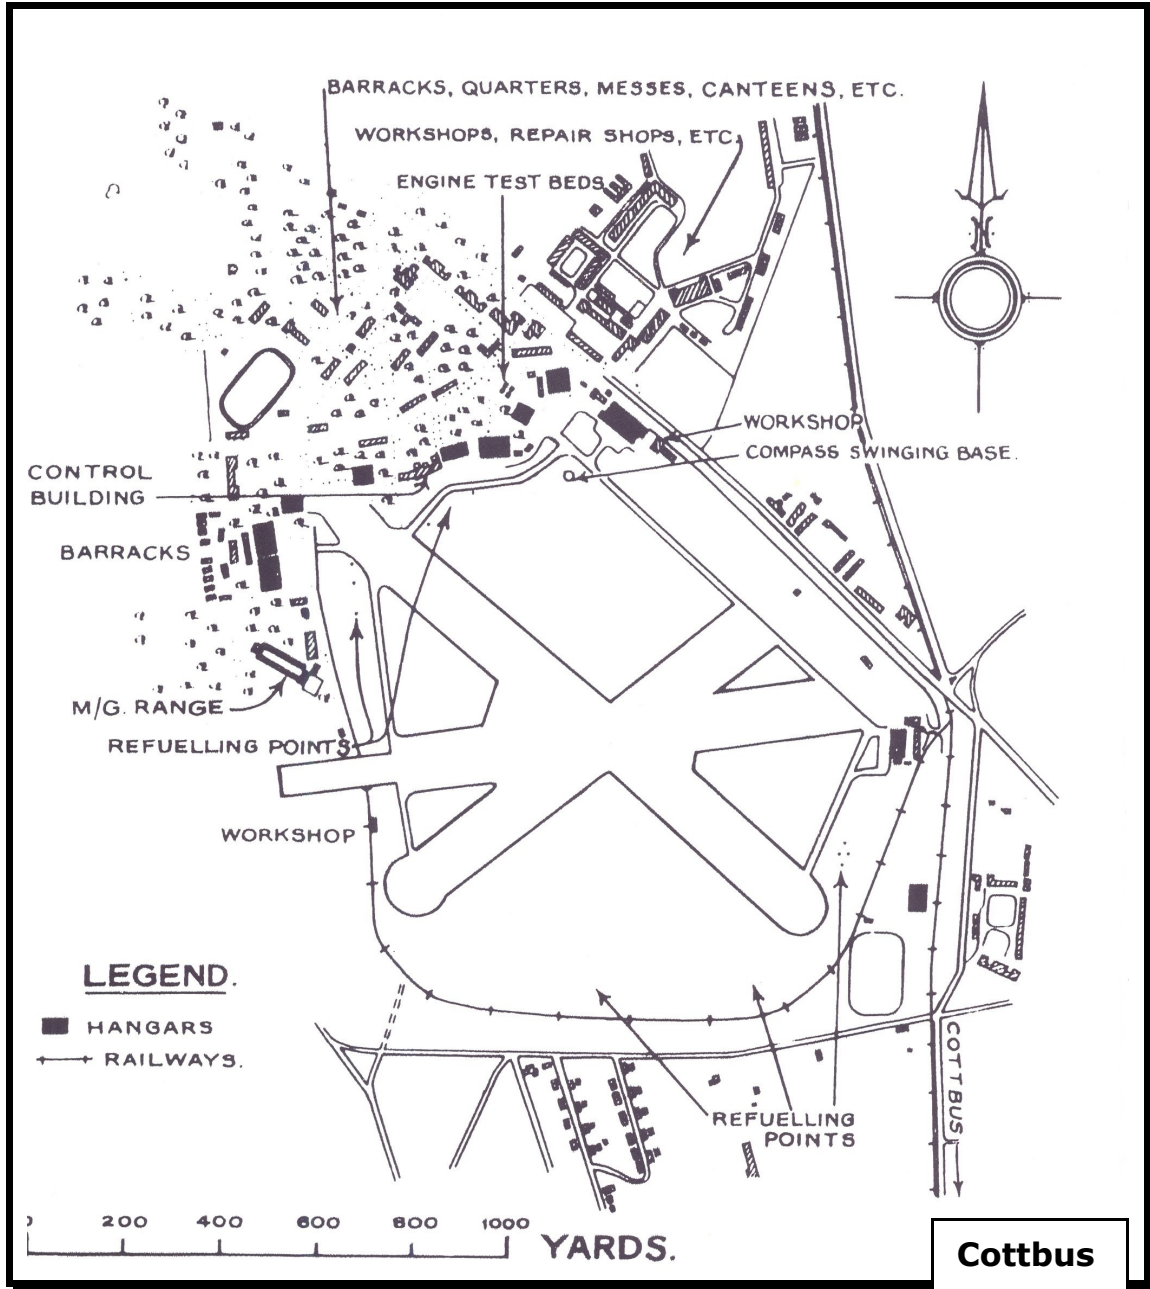 BARRACKS, QUARTERS, MESSES, CANTEENS, ETC.
WORKSHOPS, REPAIR SHOPS, ETC.
ENGINE TEST BEDS
WORKSHOP
COMPASS SWINGING BASE.
CONTROL
BUILDING
BARRACKS
M/G. RANGE
REFUELLING POINTS
WORKSHOP
LEGEND.
HANGARS
RAILWAYS.
COTTBUS
REFUELLING
POINTS
0 200 400 600 800 1000
YARDS.
Cottbus